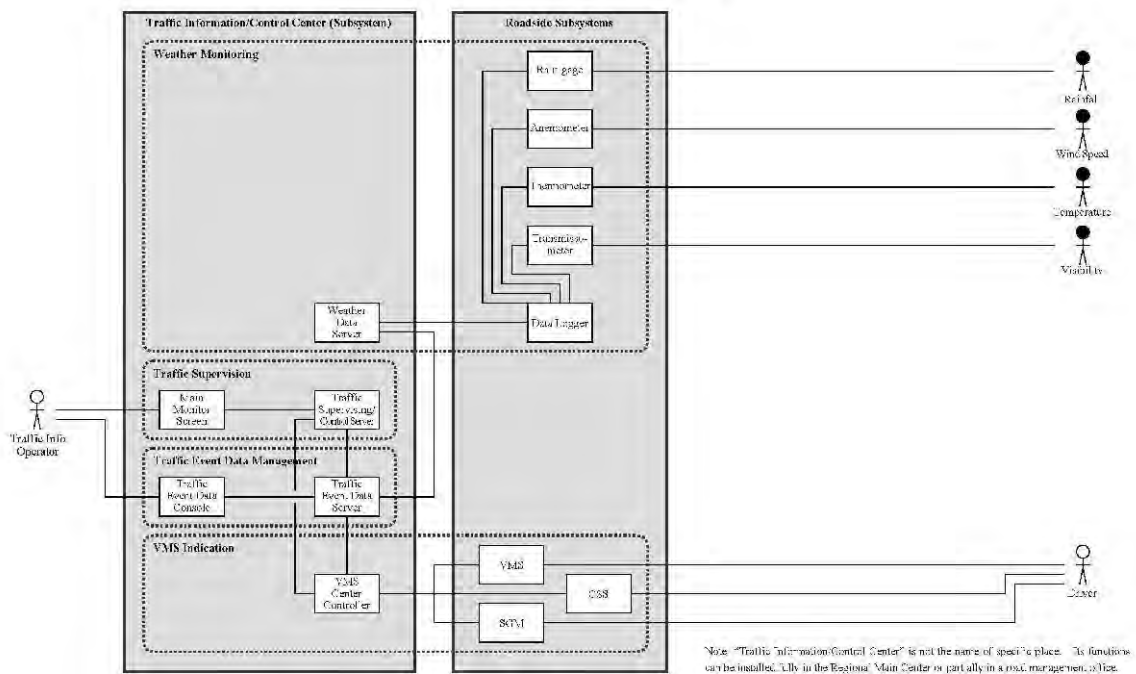 Traffic Information/Control Center (Subsystem)
Roadside Subsystems
Weather Monitoring
Rain gage
Rainfal
Anemometer
Wind Speed
Thermometer
Temperature
Transmisso-
meter
Visibility
Weather
Data
Server
Data Logger
Traffic Supervision
Main
Monitor
Screen
Traffic
Supervising/
Control Server
Traffic Info
Operator
Traffic Event Data Management
Traffic
Event Data
Console
Traffic
Event Data
Server
VMS Indication
VMS
VMS
Center
Controller
CSS
SGM
Driver
Note: "Traffic Information/Control Center" is not the name of specific place. Its functions
can be installed fully in the Regional Main Center or partially in a road management office.